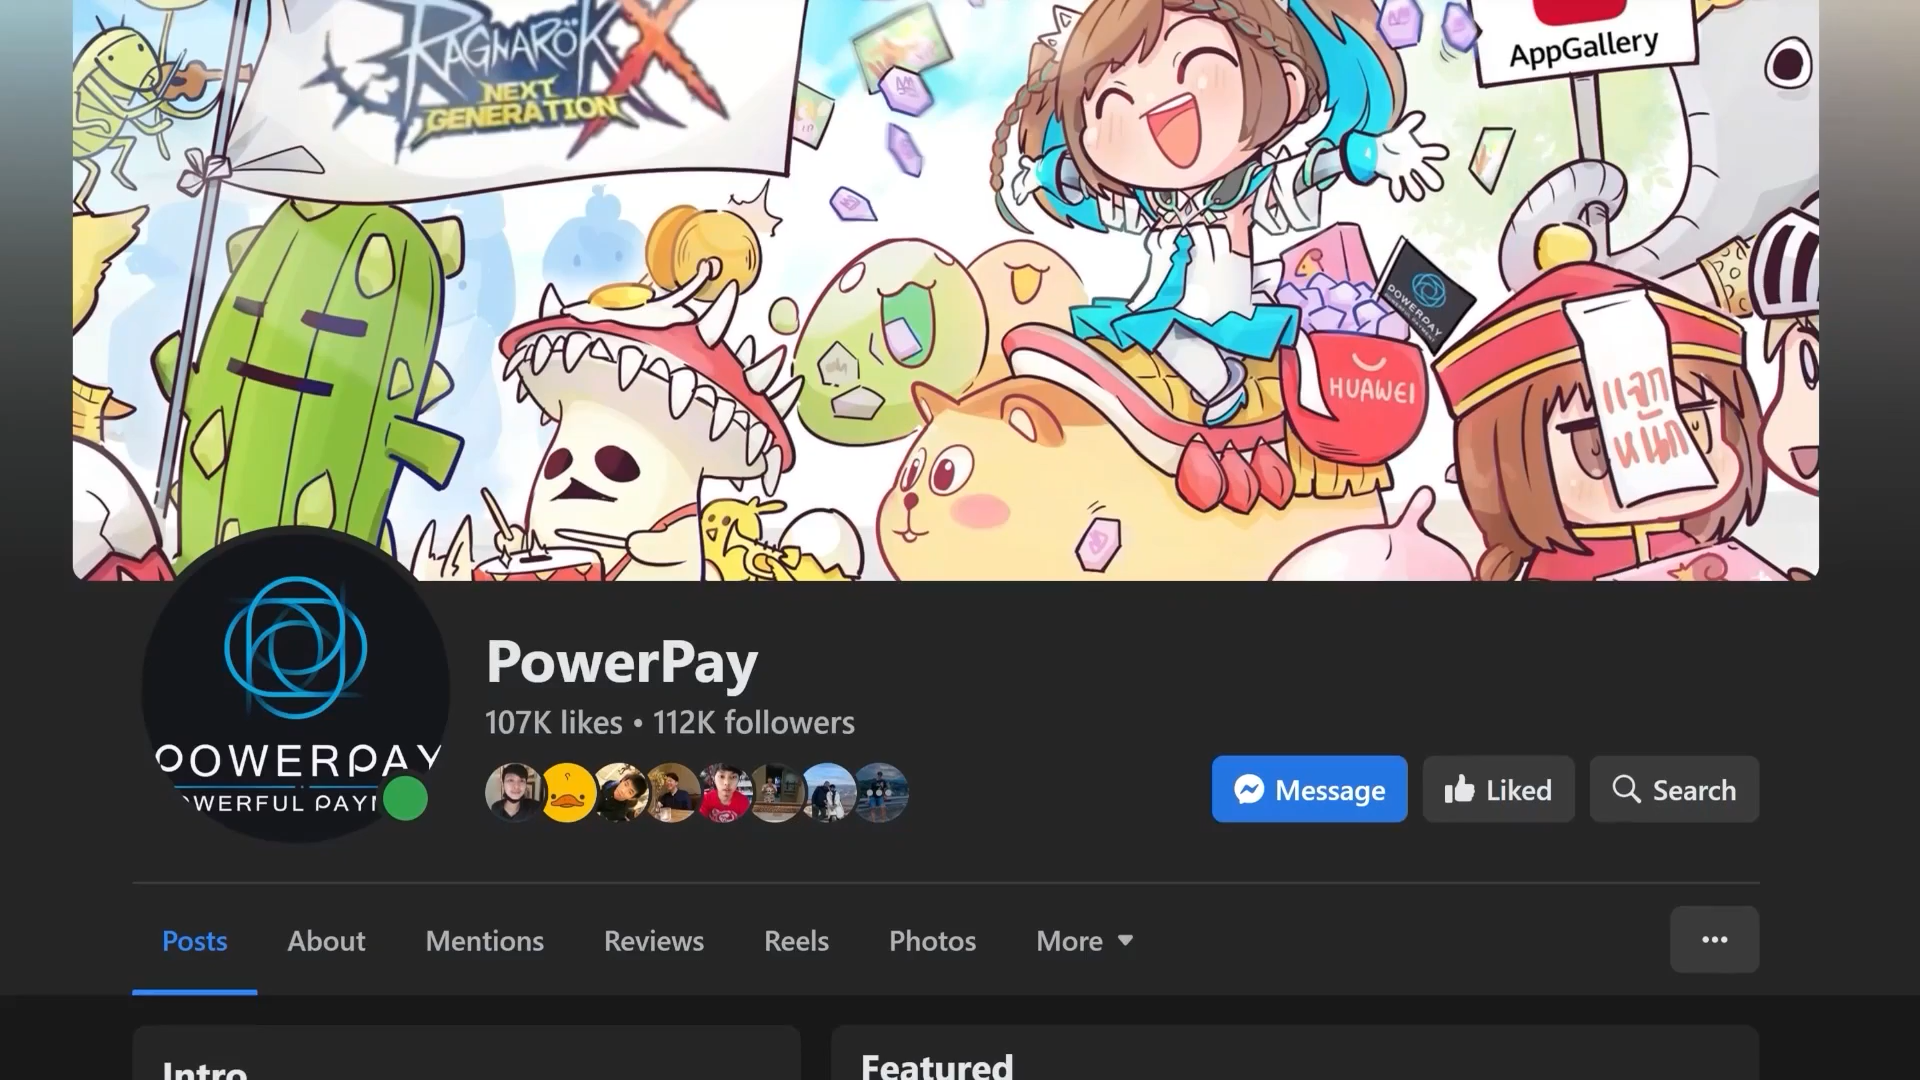 RAGNARÖK X
NEXT
GENERATION
AppGallery
POWERPAY
HUAWEI
แจก
หนัก
POWERPAY
PowerPay
107K likes • 112K followers
Message
Liked
Search
Posts
About
Mentions
Reviews
Reels
Photos
More
Intro
Featured